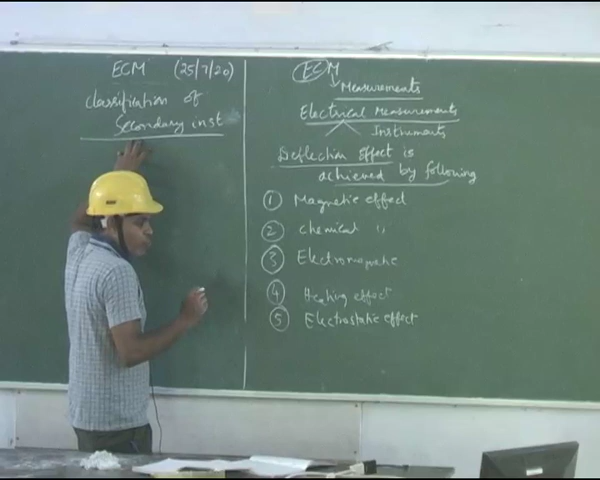 ECM (25/7/20)
Classification of
Secondary inst
ECM
Measurements
Electrical Measurements
Instruments
Deflection Effect is
achieved by following
① Magnetic effect
② Chemical "
③ Electromagnetic
④ Heating effect
⑤ Electrostatic effect